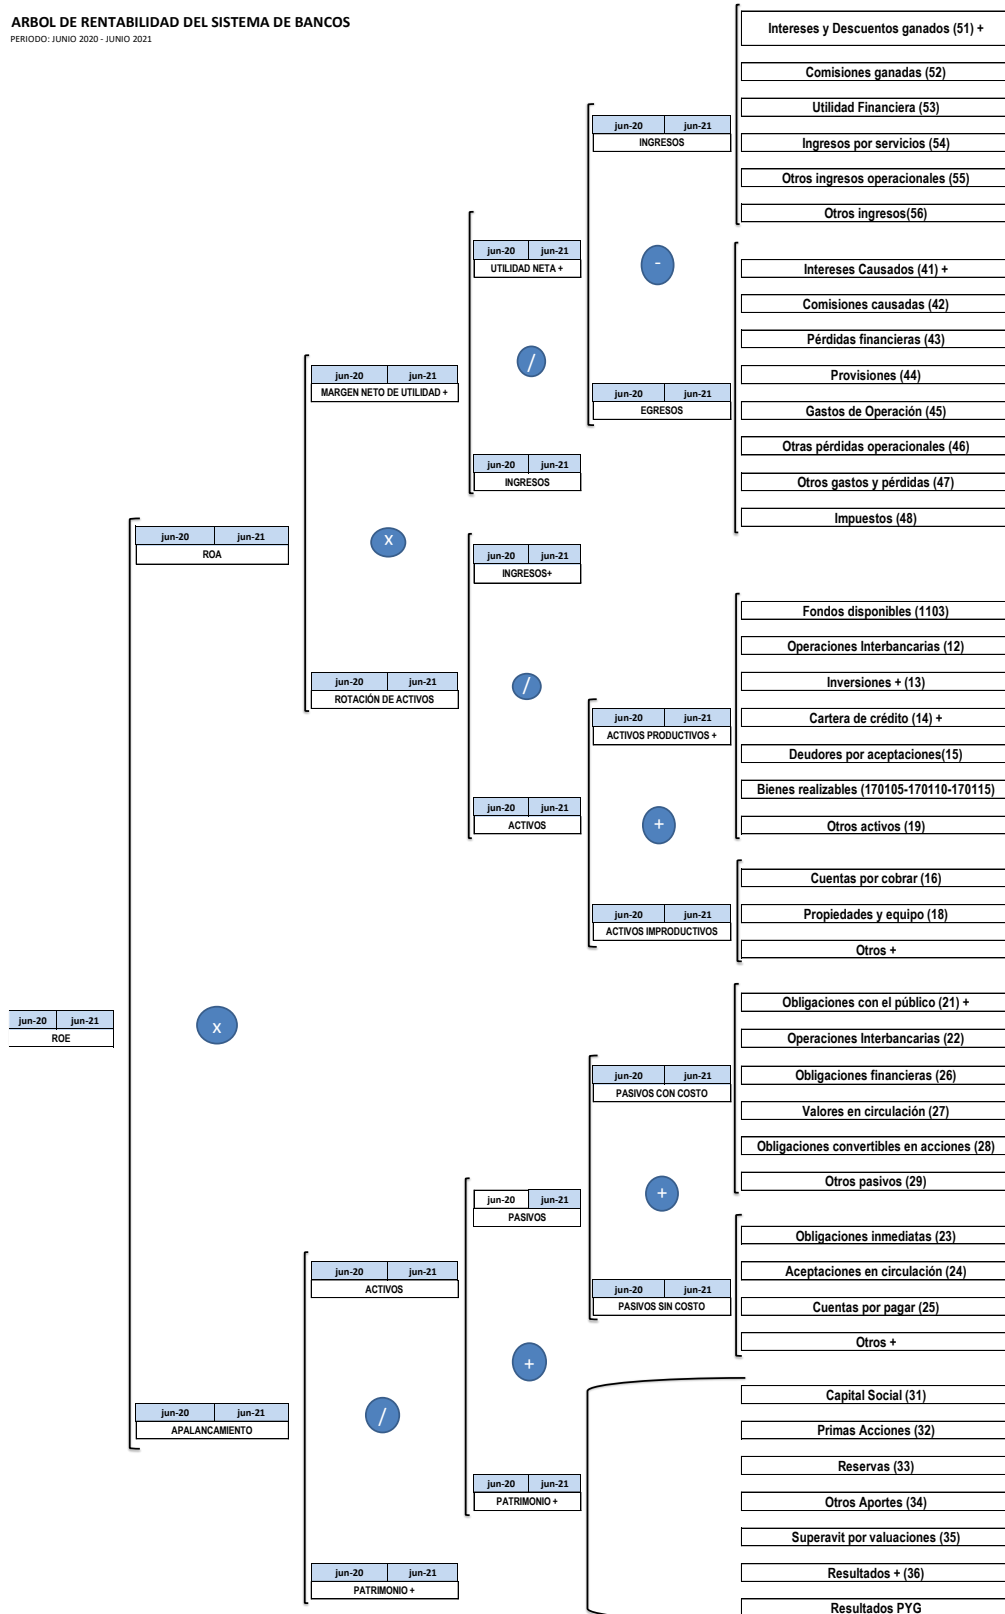 ARBOL DE RENTABILIDAD DEL SISTEMA DE BANCOS
PERIODO: JUNIO 2020 - JUNIO 2021
Intereses y Descuentos ganados (51) +
Comisiones ganadas (52)
Utilidad Financiera (53)
jun-20 jun-21
INGRESOS
Ingresos por servicios (54)
Otros ingresos operacionales (55)
Otros ingresos(56)
jun-20 jun-21
UTILIDAD NETA +
-
Intereses Causados (41) +
Comisiones causadas (42)
Pérdidas financieras (43)
/
jun-20 jun-21
MARGEN NETO DE UTILIDAD +
Provisiones (44)
jun-20 jun-21
EGRESOS
Gastos de Operación (45)
Otras pérdidas operacionales (46)
jun-20 jun-21
INGRESOS
Otros gastos y pérdidas (47)
Impuestos (48)
jun-20 jun-21
ROA
x
jun-20 jun-21
INGRESOS+
Fondos disponibles (1103)
Operaciones Interbancarias (12)
jun-20 jun-21
ROTACIÓN DE ACTIVOS
/
Inversiones + (13)
Cartera de crédito (14) +
jun-20 jun-21
ACTIVOS PRODUCTIVOS +
Deudores por aceptaciones(15)
Bienes realizables (170105-170110-170115)
jun-20 jun-21
ACTIVOS
+
Otros activos (19)
Cuentas por cobrar (16)
jun-20 jun-21
ACTIVOS IMPRODUCTIVOS
Propiedades y equipo (18)
Otros +
Obligaciones con el público (21) +
jun-20 jun-21
ROE
x
Operaciones Interbancarias (22)
jun-20 jun-21
PASIVOS CON COSTO
Obligaciones financieras (26)
Valores en circulación (27)
Obligaciones convertibles en acciones (28)
Otros pasivos (29)
jun-20 jun-21
PASIVOS
+
Obligaciones inmediatas (23)
jun-20 jun-21
ACTIVOS
Aceptaciones en circulación (24)
jun-20 jun-21
PASIVOS SIN COSTO
Cuentas por pagar (25)
Otros +
+
Capital Social (31)
jun-20 jun-21
APALANCAMIENTO
/
Primas Acciones (32)
Reservas (33)
jun-20 jun-21
PATRIMONIO +
Otros Aportes (34)
Superavit por valuaciones (35)
jun-20 jun-21
PATRIMONIO +
Resultados + (36)
Resultados PYG